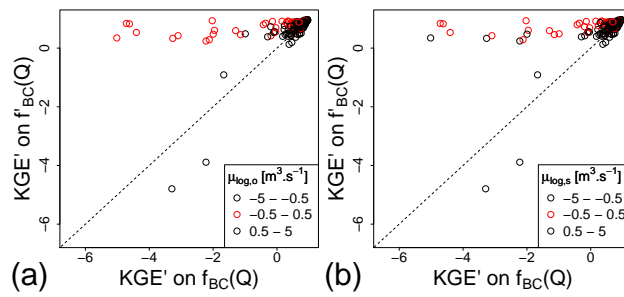 KGE' on f'BC(Q)
0
−2
−4
−6
μlog,o [m³.s⁻¹]
−5 − −0.5
−0.5 − 0.5
0.5 − 5
−6 −4 −2 0
(a) KGE' on fBC(Q)
KGE' on f'BC(Q)
0
−2
−4
−6
μlog,s [m³.s⁻¹]
−5 − −0.5
−0.5 − 0.5
0.5 − 5
−6 −4 −2 0
(b) KGE' on fBC(Q)